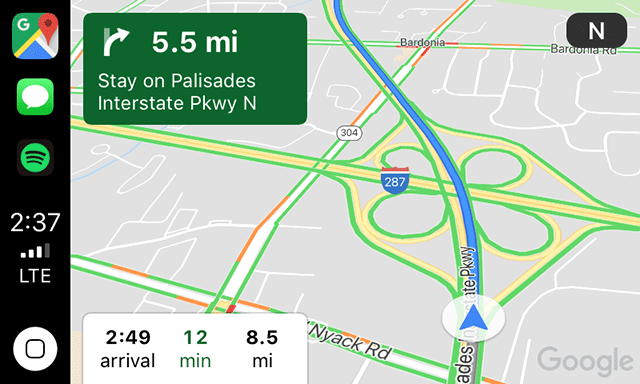 G
5.5 mi
Stay on Palisades
Interstate Pkwy N
N
Bardonia
Bardonia Rd
304
287
2:37
LTE
Interstate Pkwy
Nyack Rd
2:49 12 8.5
arrival min mi
Google